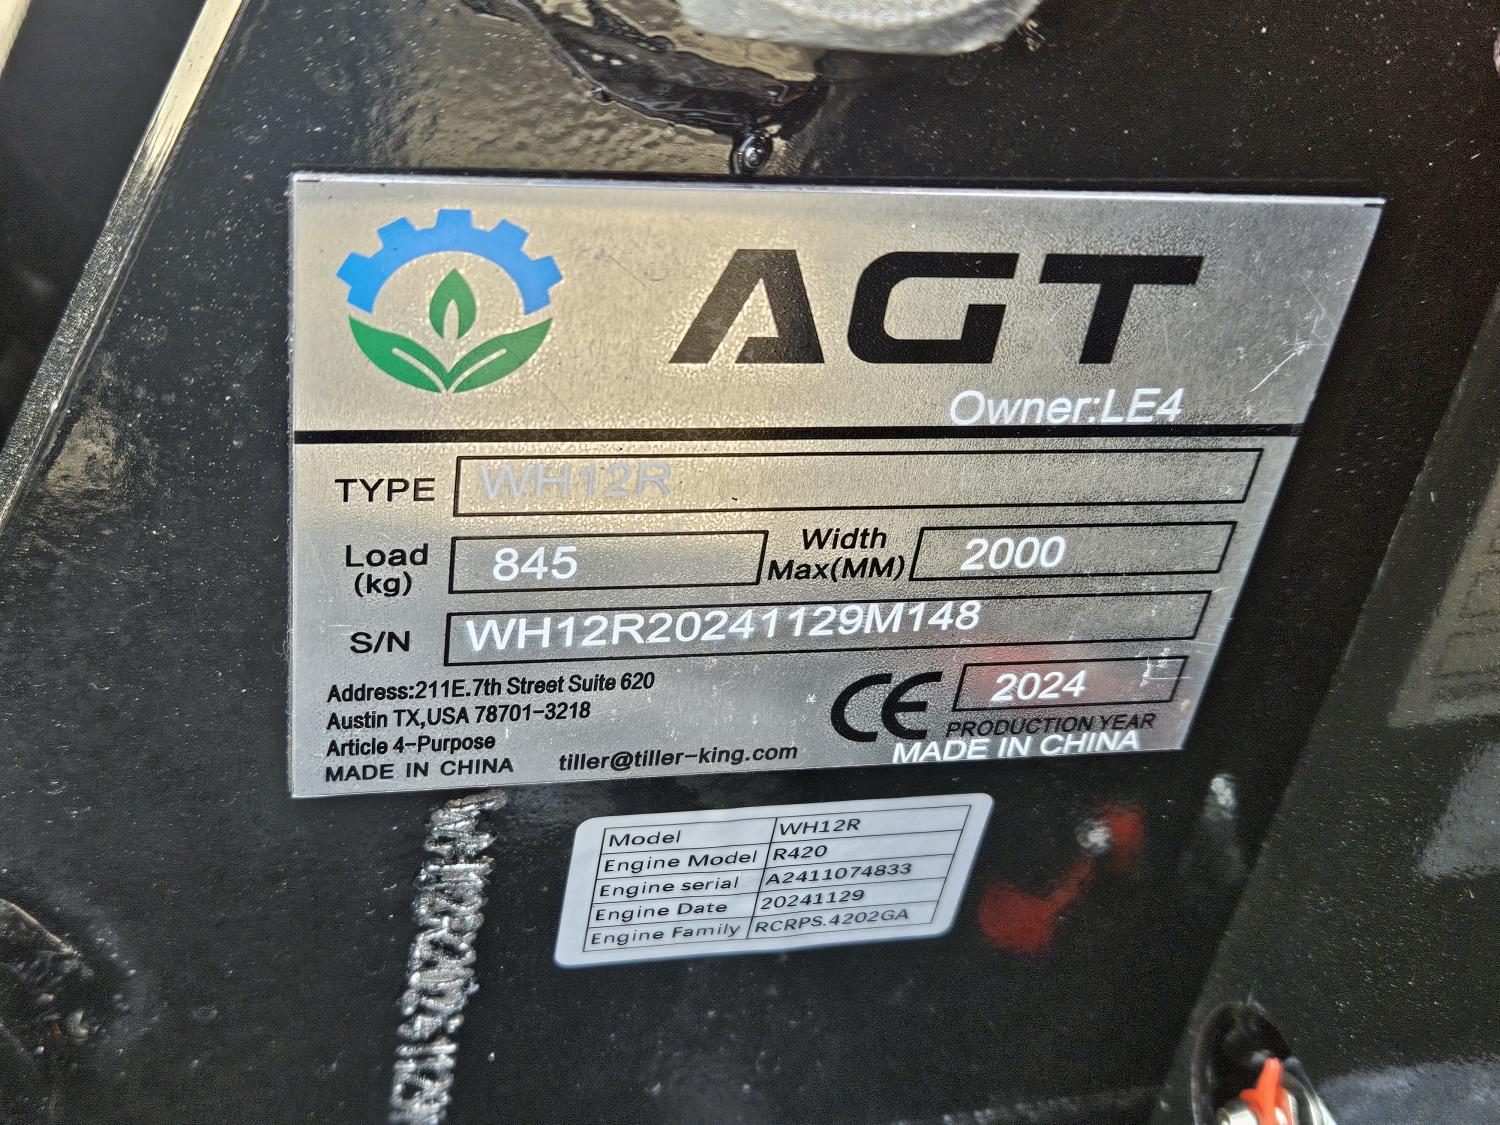 AGT
Owner:LE4
TYPE WH12R
Load (kg) 845 Width Max(MM) 2000
S/N WH12R20241129M148
Address:211E.7th Street Suite 620
Austin TX,USA 78701-3218
Article 4-Purpose
MADE IN CHINA
tiller@tiller-king.com
CE 2024
PRODUCTION YEAR
MADE IN CHINA
Model WH12R
Engine Model R420
Engine serial A2411074833
Engine Date 20241129
Engine Family RCRPS.4202GA